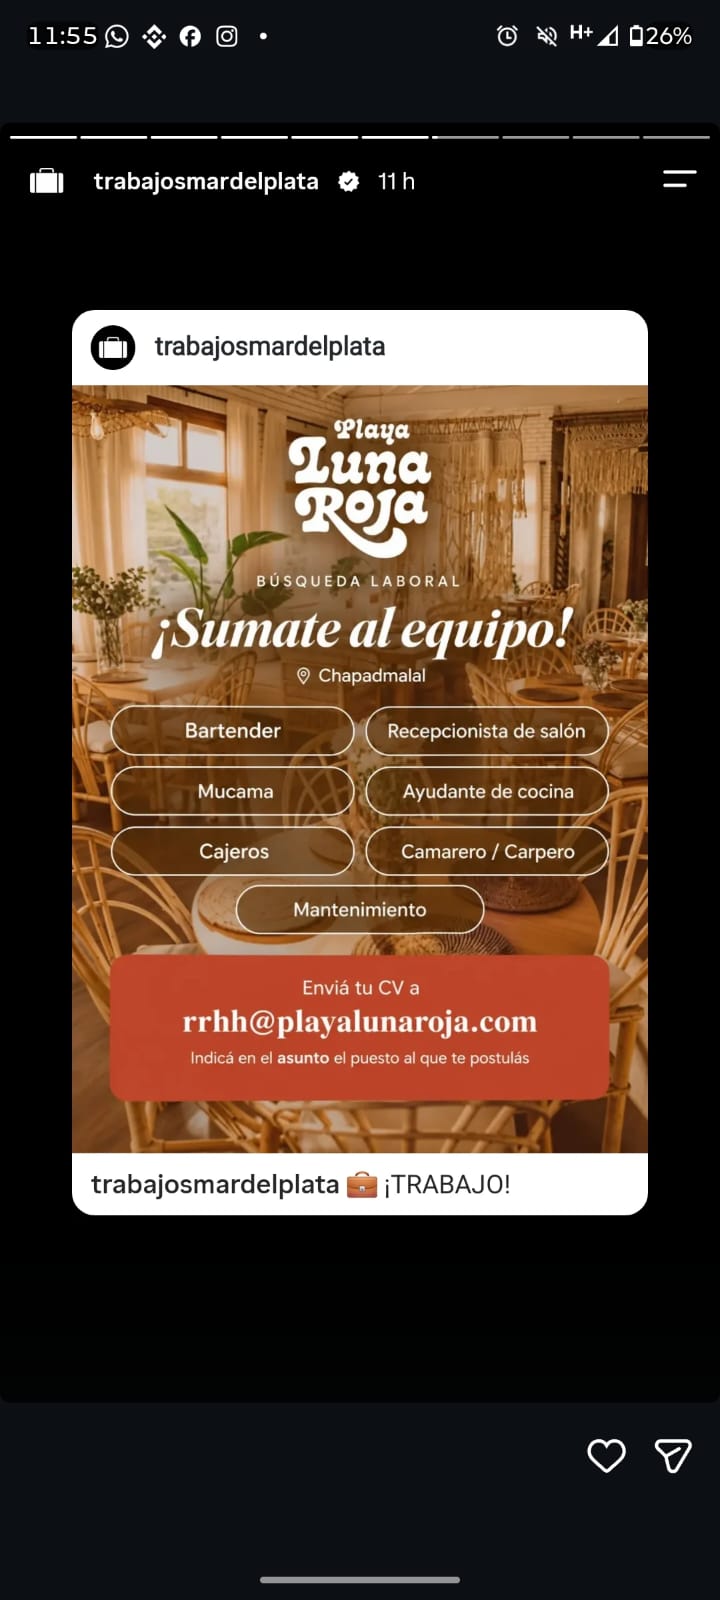 11:55
H+ 26%
trabajosmardelplata 11 h
trabajosmardelplata
Playa
Luna
Roja
BÚSQUEDA LABORAL
¡Sumate al equipo!
Chapadmalal
Bartender
Recepcionista de salón
Mucama
Ayudante de cocina
Cajeros
Camarero / Carpero
Mantenimiento
Enviá tu CV a
rrhh@playalunaroja.com
Indicá en el asunto el puesto al que te postulás
trabajosmardelplata 💼 ¡TRABAJO!